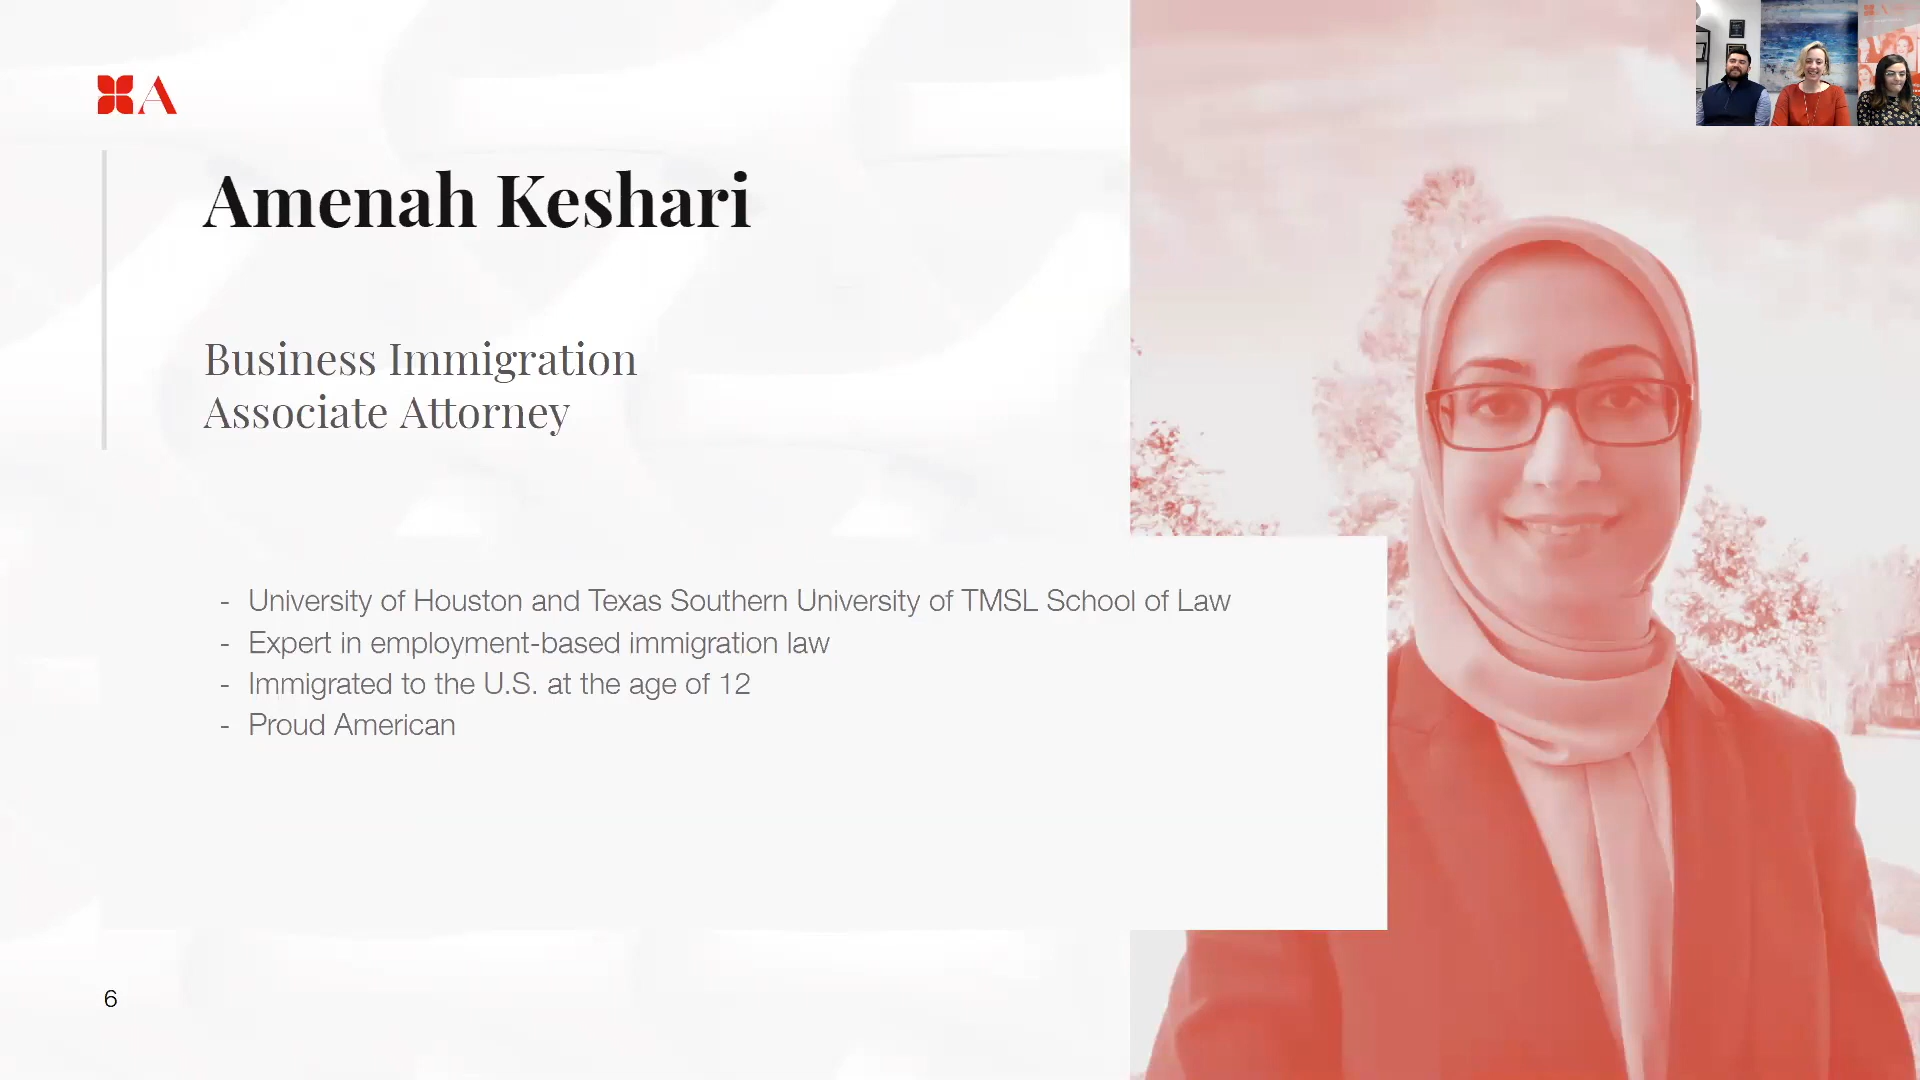 A
Amenah Keshari
Business Immigration
Associate Attorney
- University of Houston and Texas Southern University of TMSL School of Law
- Expert in employment-based immigration law
- Immigrated to the U.S. at the age of 12
- Proud American
6